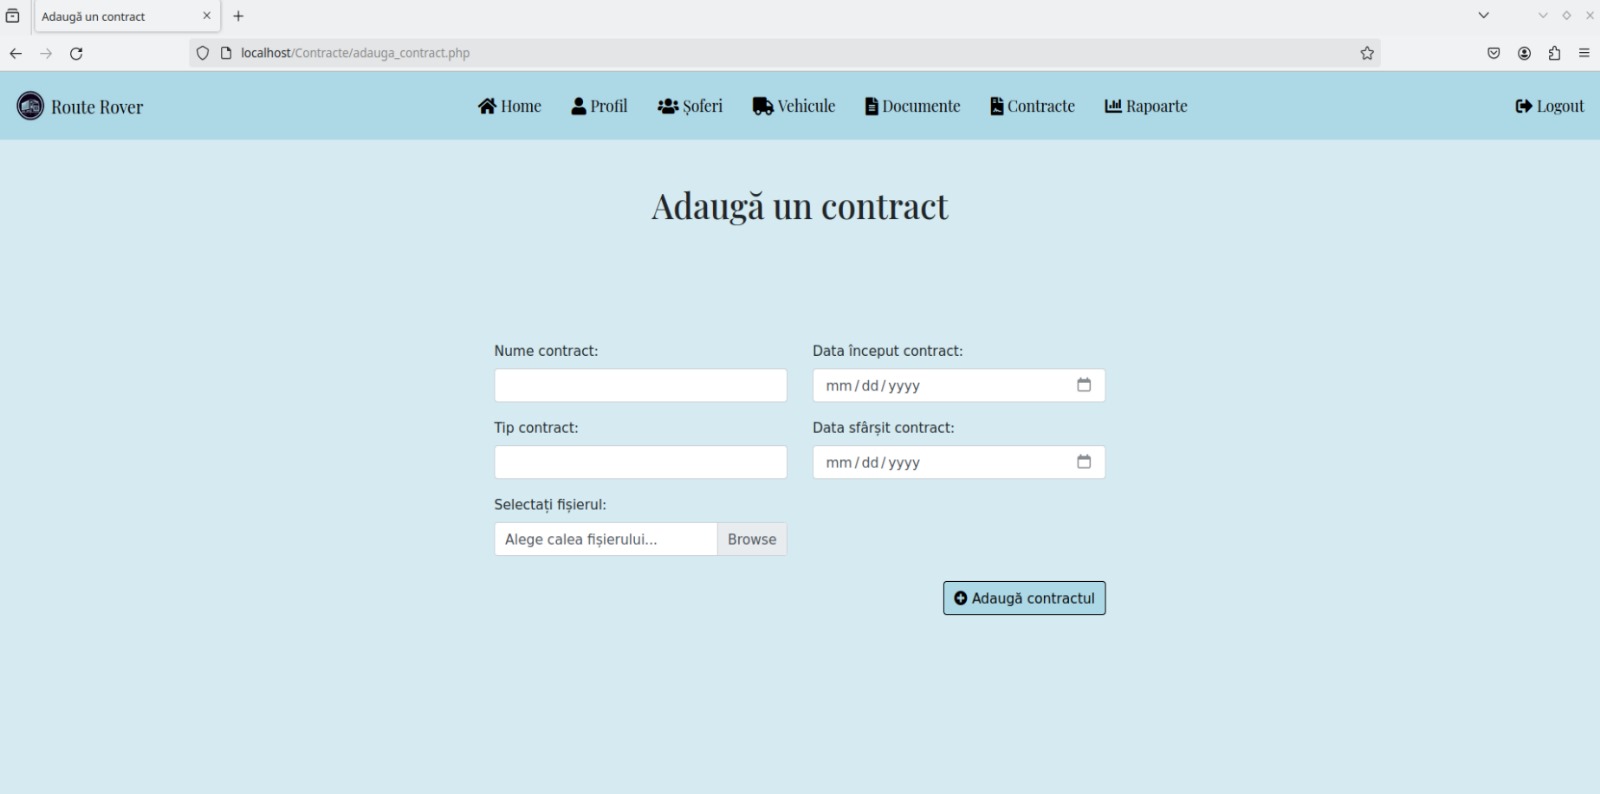 Adaugă un contract
localhost/Contracte/adauga_contract.php
Route Rover Home Profil Șoferi Vehicule Documente Contracte Rapoarte Logout
Adaugă un contract
Nume contract: Data început contract:
mm/dd/yyyy
Tip contract: Data sfârșit contract:
mm/dd/yyyy
Selectați fișierul:
Alege calea fișierului... Browse
Adaugă contractul